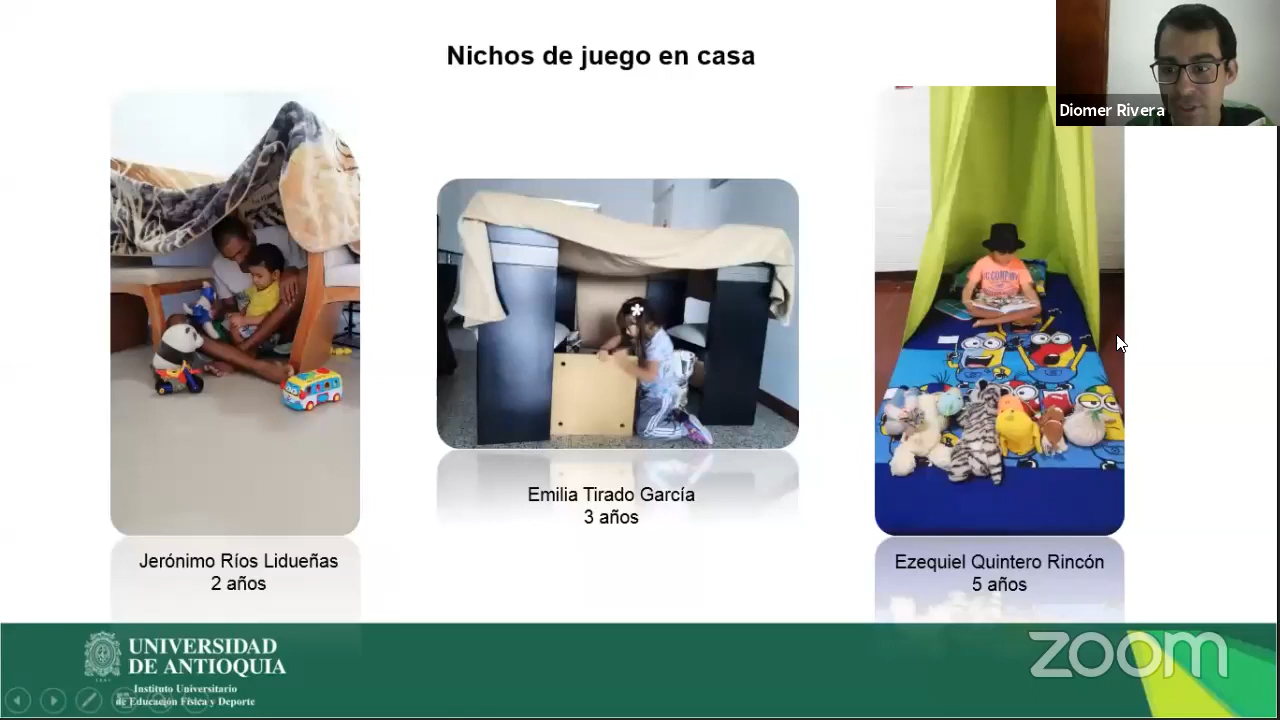 Nichos de juego en casa
Diomer Rivera
Emilia Tirado García
3 años
Jerónimo Ríos Lidueñas
2 años
Ezequiel Quintero Rincón
5 años
UNIVERSIDAD
DE ANTIOQUIA
Instituto Universitario
de Educación Física y Deporte
zoom